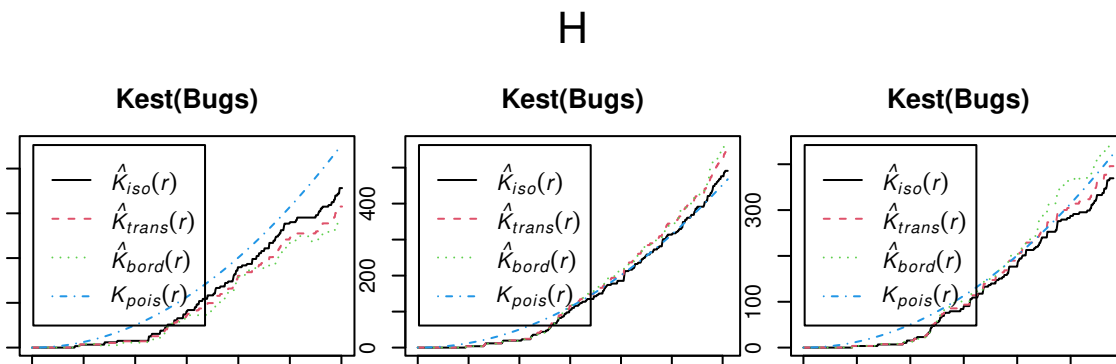 H
Kest(Bugs) Kest(Bugs) Kest(Bugs)
K̂iso(r)
K̂trans(r)
K̂bord(r)
Kpois(r)
0 200 400
K̂iso(r)
K̂trans(r)
K̂bord(r)
Kpois(r)
0 100 300
K̂iso(r)
K̂trans(r)
K̂bord(r)
Kpois(r)